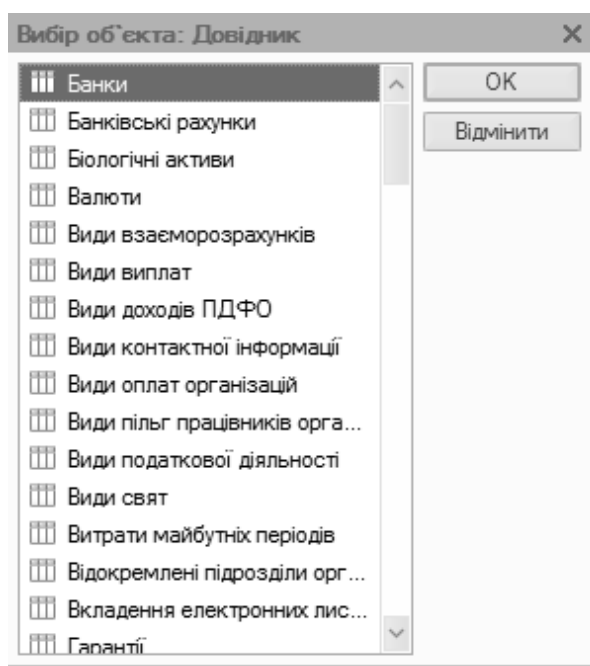 Вибір об`єкта: Довідник
Банки
Банківські рахунки
Біологічні активи
Валюти
Види взаєморозрахунків
Види виплат
Види доходів ПДФО
Види контактної інформації
Види оплат організацій
Види пільг працівників орга...
Види податкової діяльності
Види свят
Витрати майбутніх періодів
Відокремлені підрозділи орг...
Вкладення електронних лис...
Гарантії
OK
Відмінити